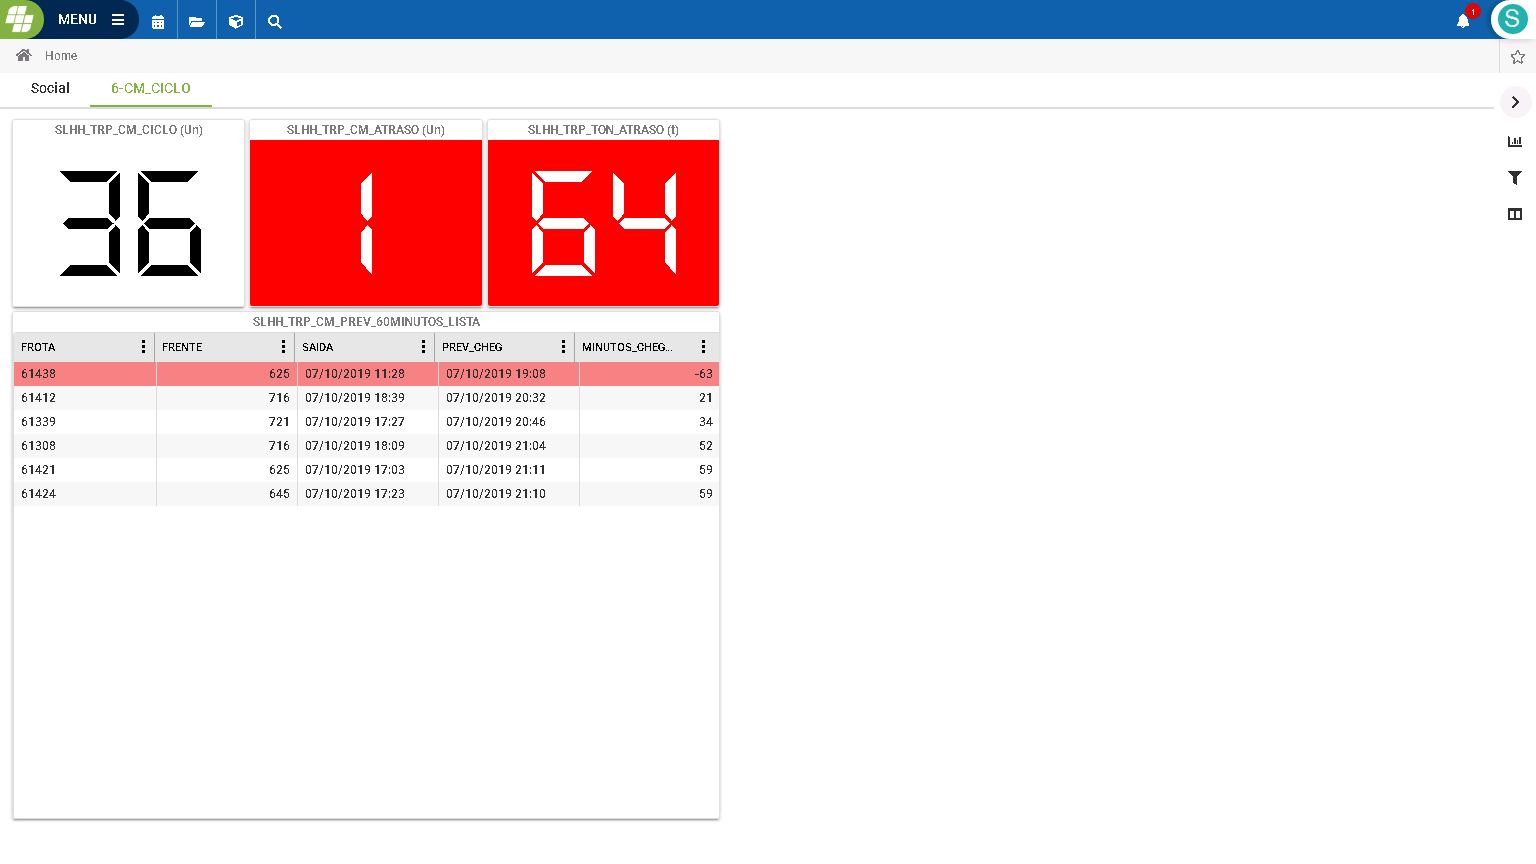 MENU
1
S
Home
Social 6-CM_CICLO
SLHH_TRP_CM_CICLO (Un) SLHH_TRP_CM_ATRASO (Un) SLHH_TRP_TON_ATRASO (t)
36 1 64
SLHH_TRP_CM_PREV_60MINUTOS_LISTA
FROTA FRENTE SAIDA PREV_CHEG MINUTOS_CHEG...
61438 625 07/10/2019 11:28 07/10/2019 19:08 -63
61412 716 07/10/2019 18:39 07/10/2019 20:32 21
61339 721 07/10/2019 17:27 07/10/2019 20:46 34
61308 716 07/10/2019 18:09 07/10/2019 21:04 52
61421 625 07/10/2019 17:03 07/10/2019 21:11 59
61424 645 07/10/2019 17:23 07/10/2019 21:10 59